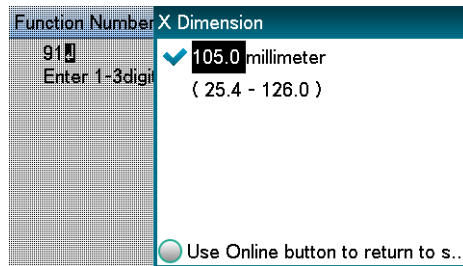 Function Number
91
Enter 1-3digit
X Dimension
105.0 millimeter
( 25.4 - 126.0 )
Use Online button to return to s..